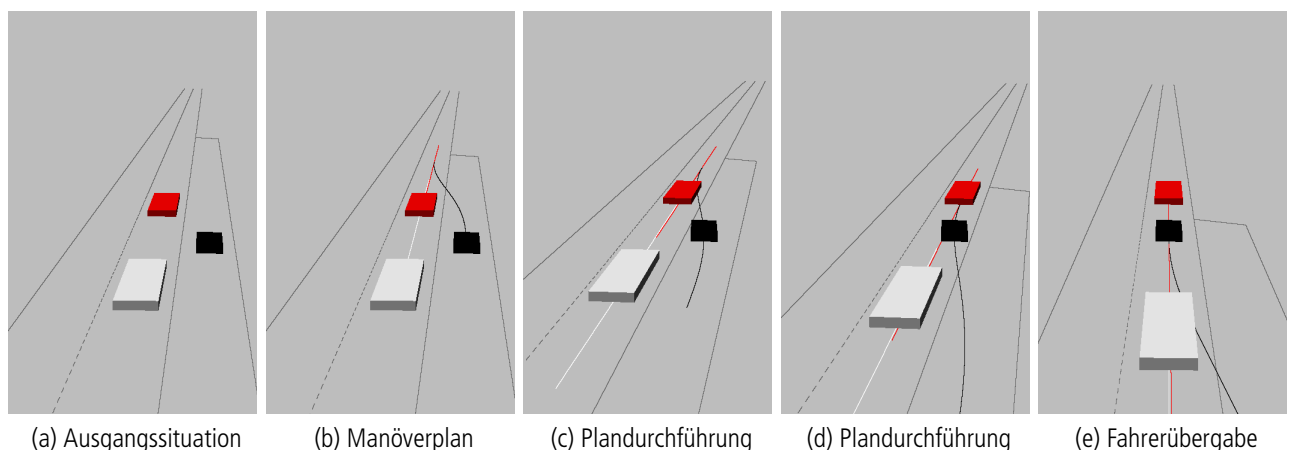 (a) Ausgangssituation
(b) Manöverplan
(c) Plandurchführung
(d) Plandurchführung
(e) Fahrerübergabe